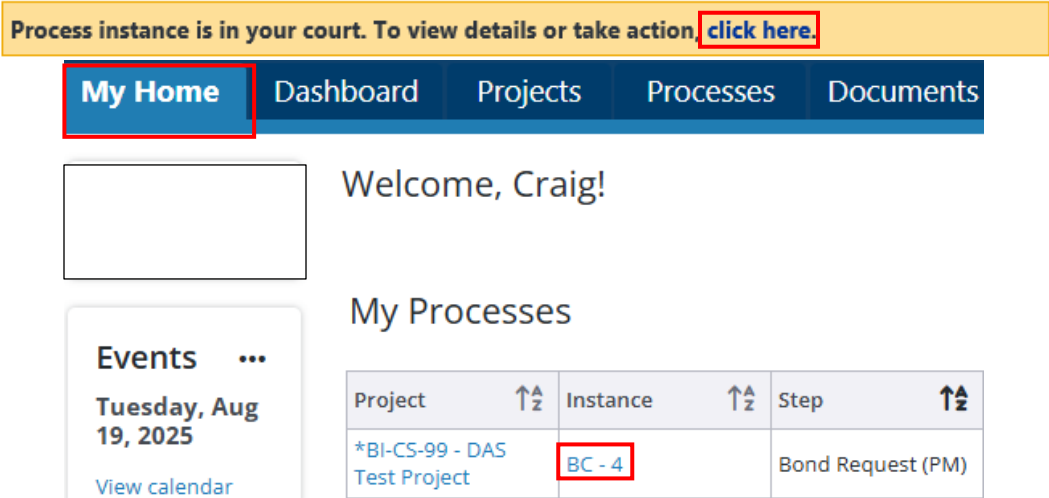 Process instance is in your court. To view details or take action, click here.
My Home Dashboard Projects Processes Documents
Welcome, Craig!
My Processes
Events •••
Tuesday, Aug
19, 2025
View calendar
Project Instance Step
*BI-CS-99 - DAS
Test Project
BC - 4
Bond Request (PM)